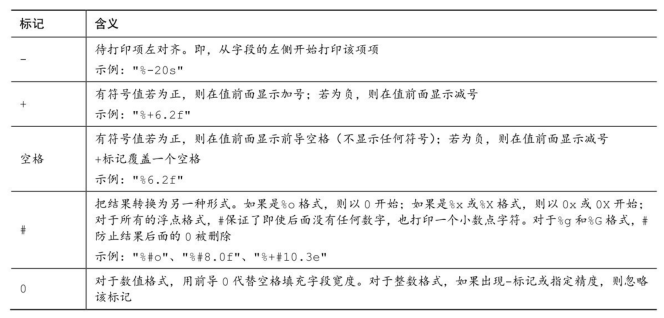 标记 含义
- 待打印项左对齐。即，从字段的左侧开始打印该项项
示例："%-20s"
+ 有符号值若为正，则在值前面显示加号；若为负，则在值前面显示减号
示例："%+6.2f"
空格 有符号值若为正，则在值前面显示前导空格（不显示任何符号）；若为负，则在值前面显示减号
+标记覆盖一个空格
示例："%6.2f"
# 把结果转换为另一种形式。如果是%o格式，则以0开始；如果是%x或%X格式，则以0x或0X开始；
对于所有的浮点格式，#保证了即使后面没有任何数字，也打印一个小数点字符。对于%g和%G格式，#
防止结果后面的0被删除
示例："%#o"、"%#8.0f"、"%+#10.3e"
0 对于数值格式，用前导0代替空格填充字段宽度。对于整数格式，如果出现-标记或指定精度，则忽略
该标记